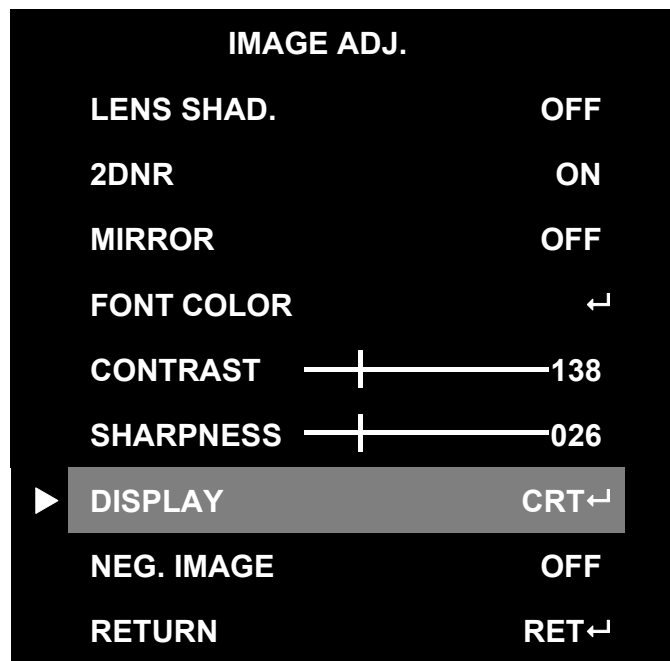 IMAGE ADJ.
LENS SHAD. OFF
2DNR ON
MIRROR OFF
FONT COLOR ↵
CONTRAST 138
SHARPNESS 026
DISPLAY CRT↵
NEG. IMAGE OFF
RETURN RET↵